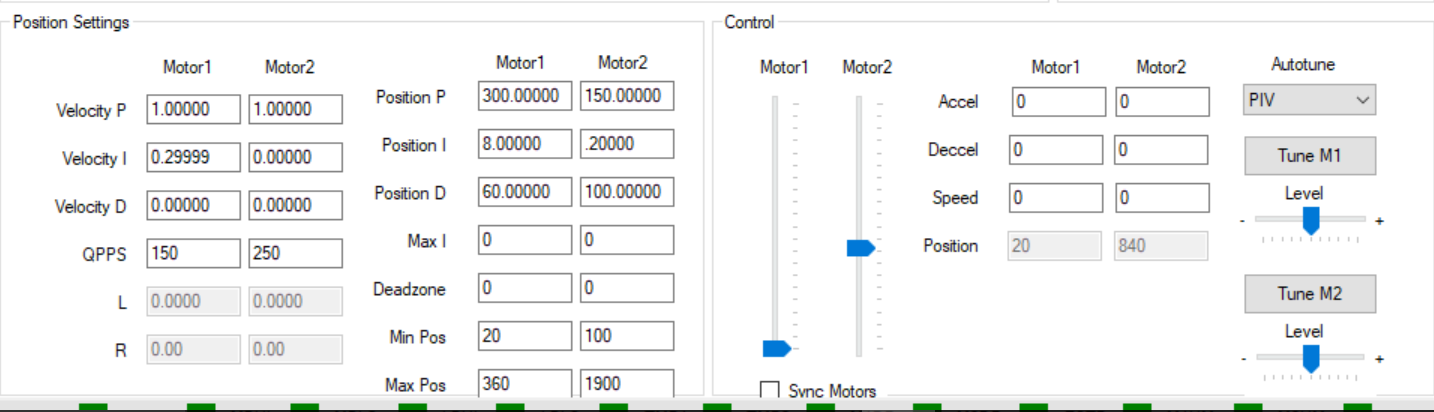 Position Settings
Motor1 Motor2
Velocity P 1.00000 1.00000
Velocity I 0.29999 0.00000
Velocity D 0.00000 0.00000
QPPS 150 250
L 0.0000 0.0000
R 0.00 0.00
Motor1 Motor2
Position P 300.00000 150.00000
Position I 8.00000 .20000
Position D 60.00000 100.00000
Max I 0 0
Deadzone 0 0
Min Pos 20 100
Max Pos 360 1900
Control
Motor1 Motor2
Sync Motors
Motor1 Motor2
Accel 0 0
Deccel 0 0
Speed 0 0
Position 20 840
Autotune
PIV
Tune M1
Level
- +
Tune M2
Level
- +